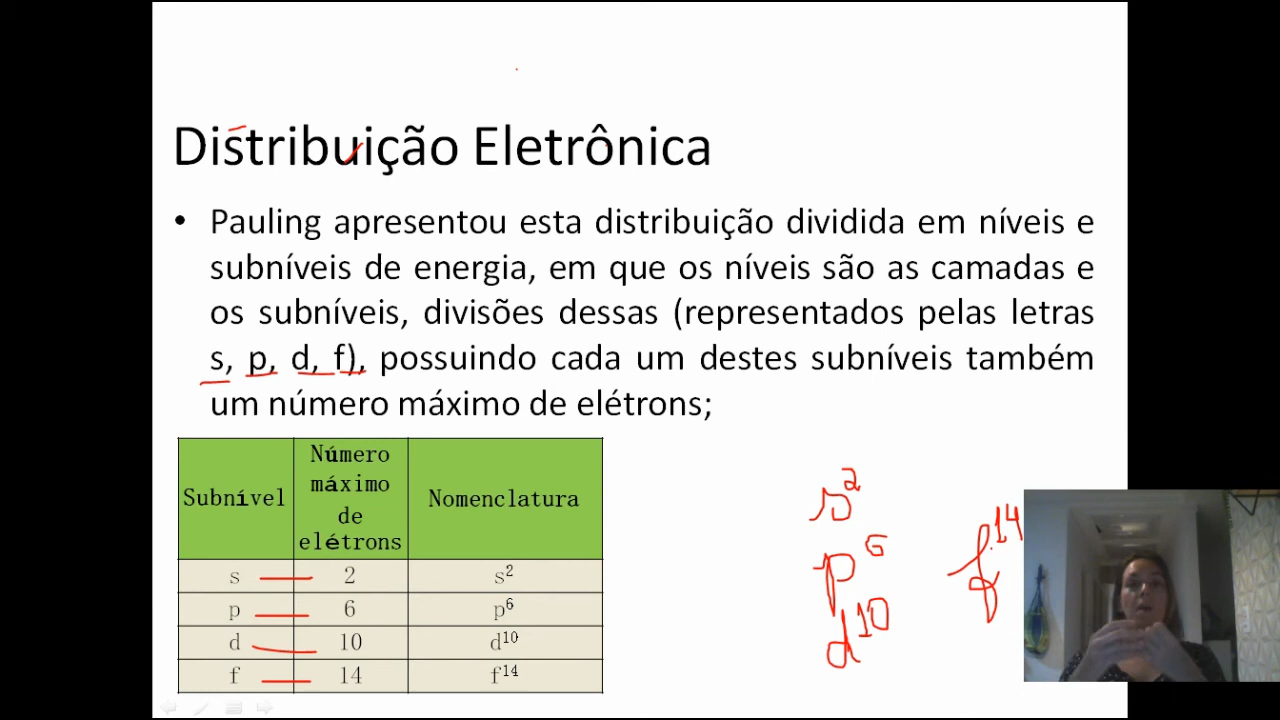 Distribuição Eletrônica
• Pauling apresentou esta distribuição dividida em níveis e
subníveis de energia, em que os níveis são as camadas e
os subníveis, divisões dessas (representados pelas letras
s, p, d, f), possuindo cada um destes subníveis também
um número máximo de elétrons;
Subnível
Número
máximo
de
elétrons
Nomenclatura
s 2 s²
p 6 p⁶
d 10 d¹⁰
f 14 f¹⁴
s²
p⁶
d¹⁰
f¹⁴